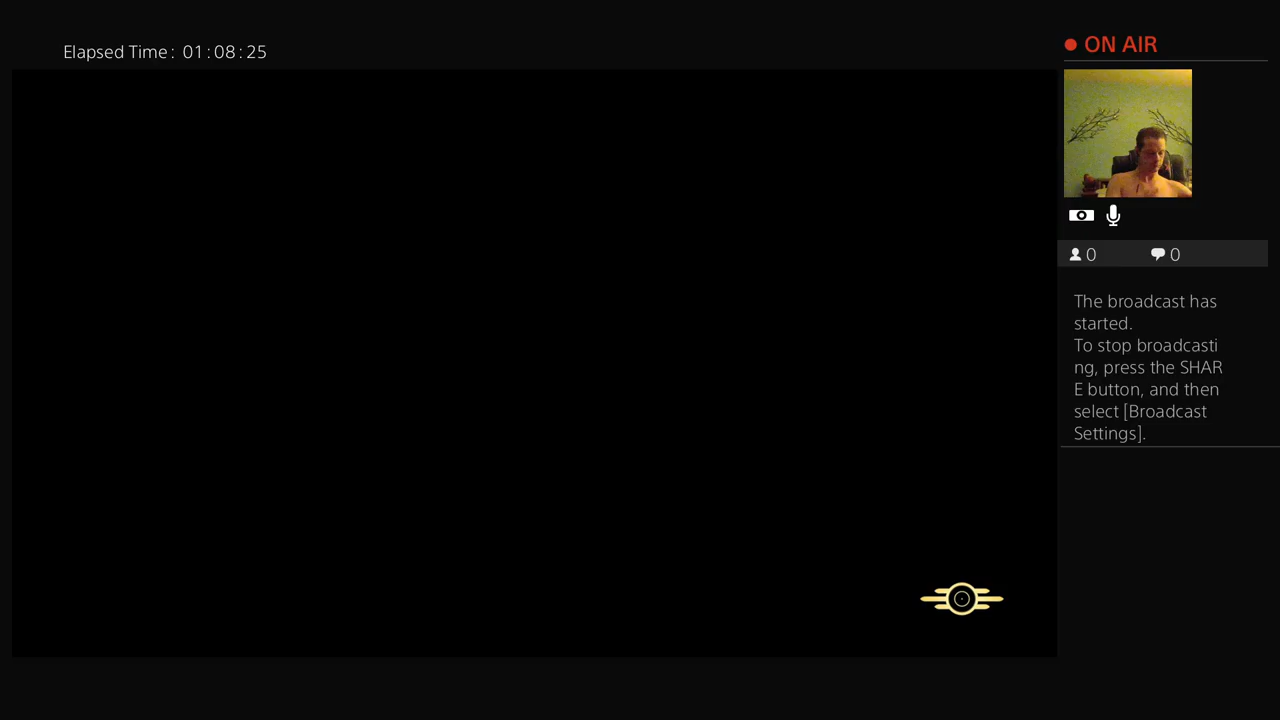 Elapsed Time: 01:08:25
ON AIR
0 0
The broadcast has
started.
To stop broadcasti
ng, press the SHAR
E button, and then
select [Broadcast
Settings].